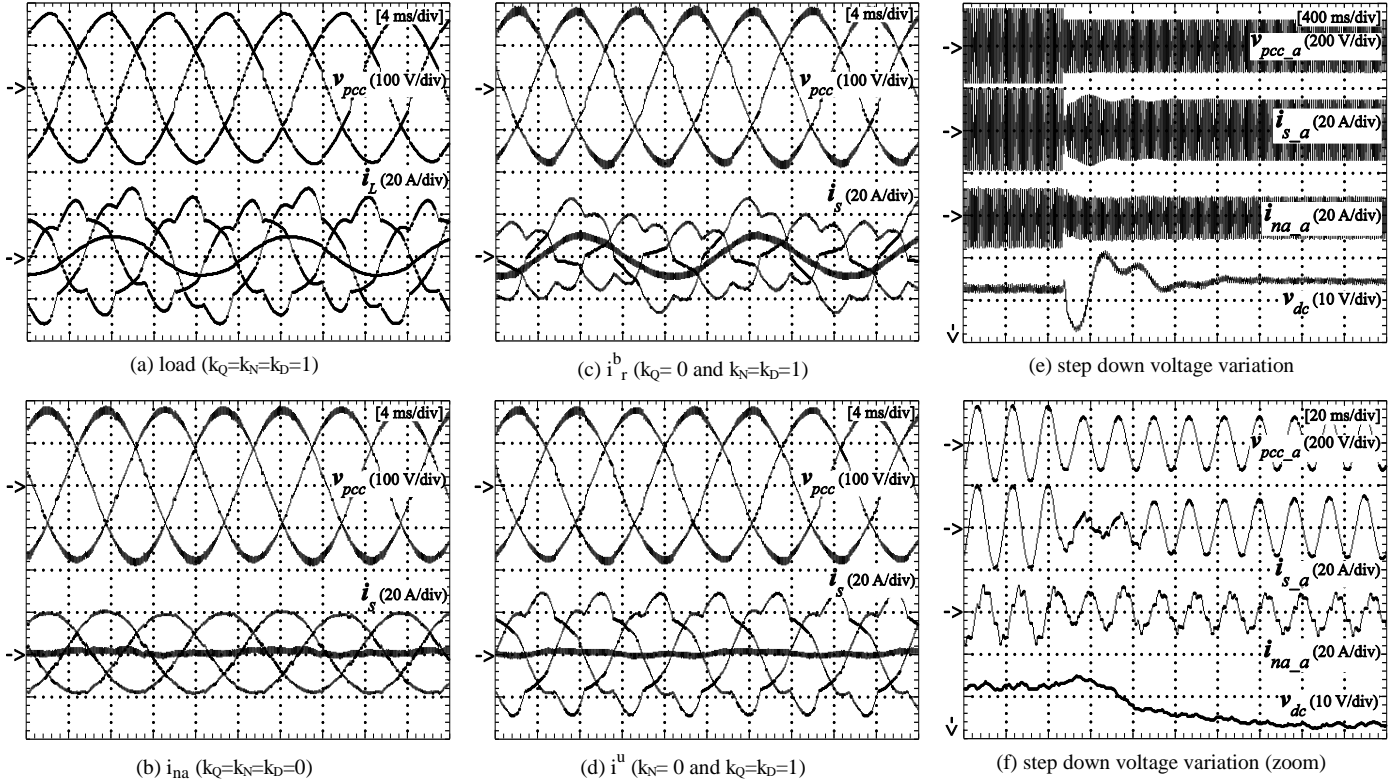 [4 ms/div]
v_pcc (100 V/div)
i_L (20 A/div)
(a) load (k_Q=k_N=k_D=1)
[4 ms/div]
v_pcc (100 V/div)
i_s (20 A/div)
(c) i^b_r (k_Q= 0 and k_N=k_D=1)
[400 ms/div]
v_pcc_a (200 V/div)
i_s_a (20 A/div)
i_na_a (20 A/div)
v_dc (10 V/div)
(e) step down voltage variation
[4 ms/div]
v_pcc (100 V/div)
i_s (20 A/div)
(b) i_na (k_Q=k_N=k_D=0)
[4 ms/div]
v_pcc (100 V/div)
i_s (20 A/div)
(d) i^u (k_N= 0 and k_Q=k_D=1)
[20 ms/div]
v_pcc_a (200 V/div)
i_s_a (20 A/div)
i_na_a (20 A/div)
v_dc (10 V/div)
(f) step down voltage variation (zoom)